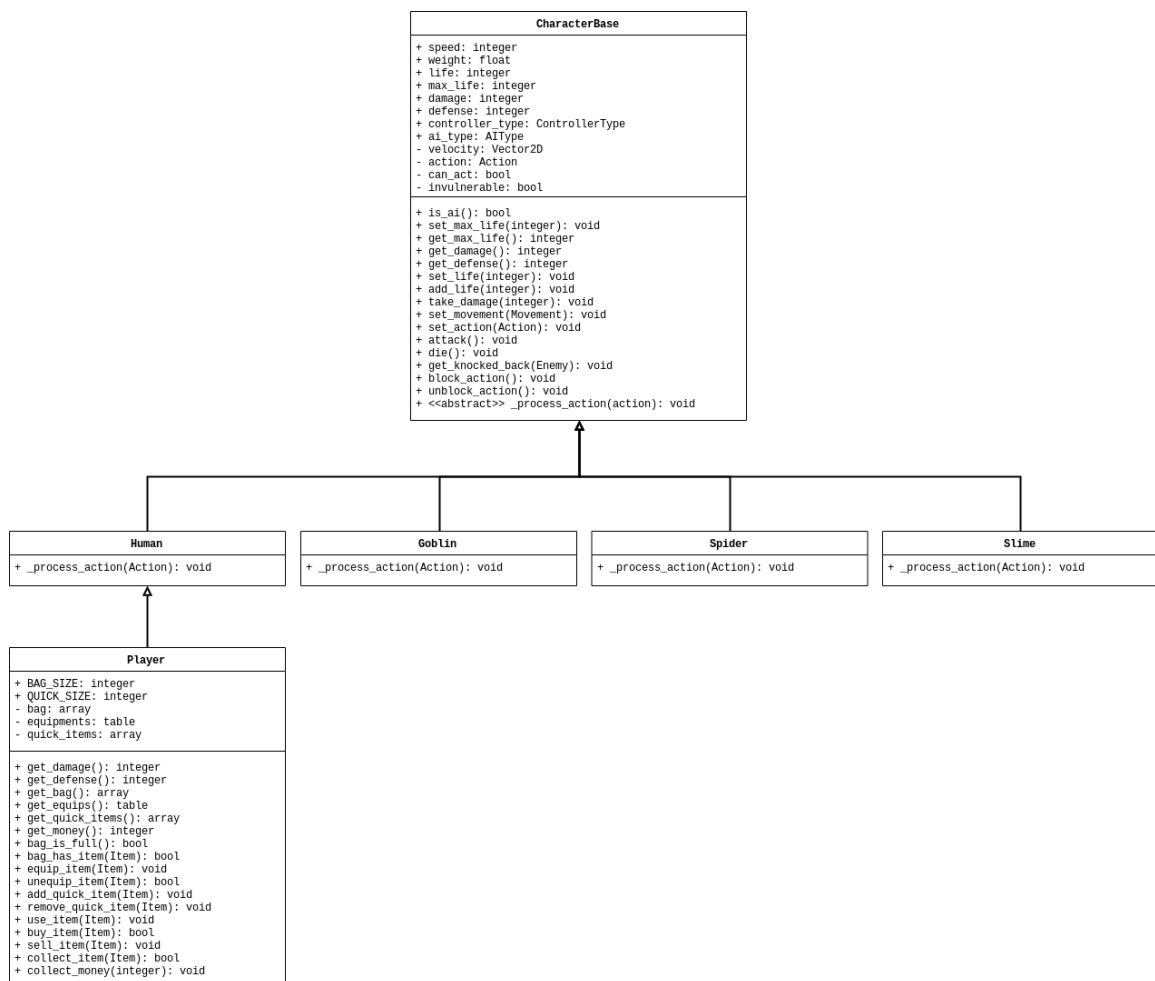 CharacterBase
+ speed: integer
+ weight: float
+ life: integer
+ max_life: integer
+ damage: integer
+ defense: integer
+ controller_type: ControllerType
+ ai_type: AIType
- velocity: Vector2D
- action: Action
- can_act: bool
- invulnerable: bool
+ is_ai(): bool
+ set_max_life(integer): void
+ get_max_life(): integer
+ get_damage(): integer
+ get_defense(): integer
+ set_life(integer): void
+ add_life(integer): void
+ take_damage(integer): void
+ set_movement(Movement): void
+ set_action(Action): void
+ attack(): void
+ die(): void
+ get_knocked_back(Enemy): void
+ block_action(): void
+ unblock_action(): void
+ <<abstract>> _process_action(action): void
Human
+ _process_action(Action): void
Goblin
+ _process_action(Action): void
Spider
+ _process_action(Action): void
Slime
+ _process_action(Action): void
Player
+ BAG_SIZE: integer
+ QUICK_SIZE: integer
- bag: array
- equipments: table
- quick_items: array
+ get_damage(): integer
+ get_defense(): integer
+ get_bag(): array
+ get_equips(): table
+ get_quick_items(): array
+ get_money(): integer
+ bag_is_full(): bool
+ bag_has_item(Item): bool
+ equip_item(Item): void
+ unequip_item(Item): bool
+ add_quick_item(Item): void
+ remove_quick_item(Item): void
+ use_item(Item): void
+ buy_item(Item): bool
+ sell_item(Item): void
+ collect_item(Item): bool
+ collect_money(integer): void